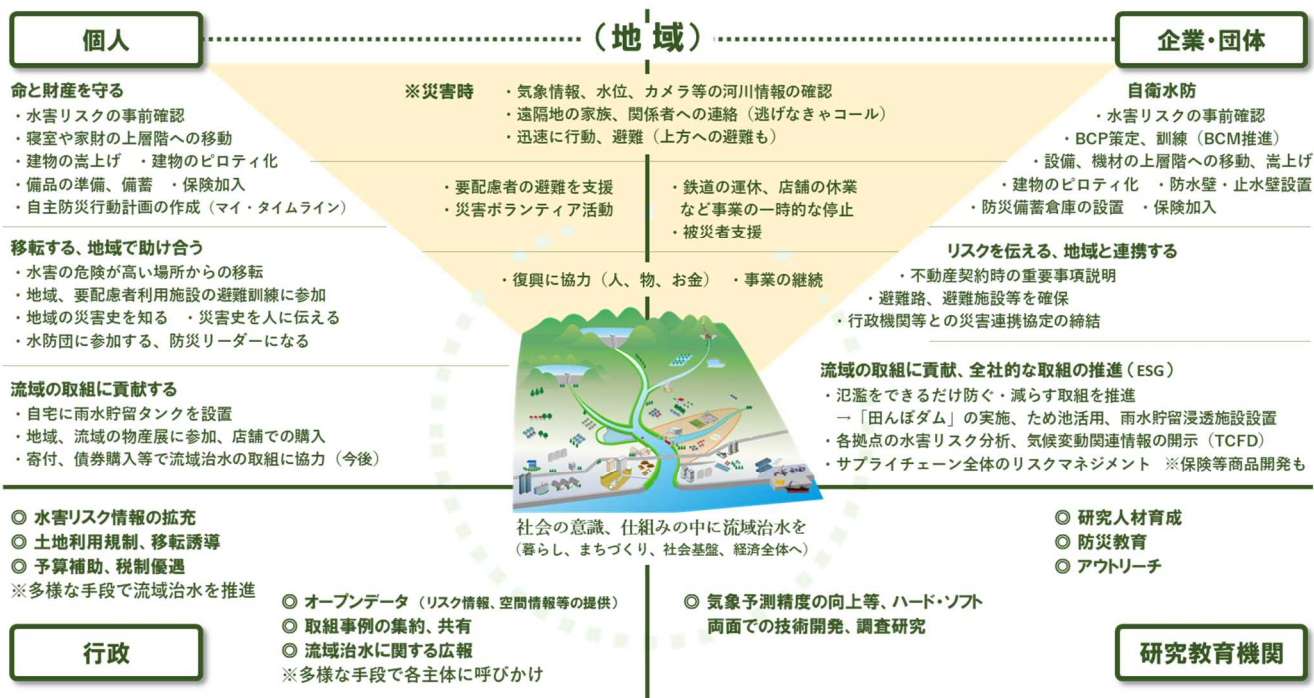 個人
（地域）
企業・団体
命と財産を守る
・水害リスクの事前確認
・寝室や家財の上層階への移動
・建物の嵩上げ　・建物のピロティ化
・備品の準備、備蓄　・保険加入
・自主防災行動計画の作成（マイ・タイムライン）
移転する、地域で助け合う
・水害の危険が高い場所からの移転
・地域、要配慮者利用施設の避難訓練に参加
・地域の災害史を知る　・災害史を人に伝える
・水防団に参加する、防災リーダーになる
流域の取組に貢献する
・自宅に雨水貯留タンクを設置
・地域、流域の物産展に参加、店舗での購入
・寄付、債券購入等で流域治水の取組に協力（今後）
※災害時
・気象情報、水位、カメラ等の河川情報の確認
・遠隔地の家族、関係者への連絡（逃げなきゃコール）
・迅速に行動、避難（上方への避難も）
・要配慮者の避難を支援
・災害ボランティア活動
・鉄道の運休、店舗の休業
など事業の一時的な停止
・被災者支援
・復興に協力（人、物、お金）　・事業の継続
自衛水防
・水害リスクの事前確認
・BCP策定、訓練（BCM推進）
・設備、機材の上層階への移動、嵩上げ
・建物のピロティ化　・防水壁・止水壁設置
・防災備蓄倉庫の設置　・保険加入
リスクを伝える、地域と連携する
・不動産契約時の重要事項説明
・避難路、避難施設等を確保
・行政機関等との災害連携協定の締結
流域の取組に貢献、全社的な取組の推進（ESG）
・氾濫をできるだけ防ぐ・減らす取組を推進
→「田んぼダム」の実施、ため池活用、雨水貯留浸透施設設置
・各拠点の水害リスク分析、気候変動関連情報の開示（TCFD）
・サプライチェーン全体のリスクマネジメント　※保険等商品開発も
社会の意識、仕組みの中に流域治水を
（暮らし、まちづくり、社会基盤、経済全体へ）
◎ 水害リスク情報の拡充
◎ 土地利用規制、移転誘導
◎ 予算補助、税制優遇
※多様な手段で流域治水を推進
◎ オープンデータ（リスク情報、空間情報等の提供）
◎ 取組事例の集約、共有
◎ 流域治水に関する広報
※多様な手段で各主体に呼びかけ
行政
◎ 研究人材育成
◎ 防災教育
◎ アウトリーチ
◎ 気象予測精度の向上等、ハード・ソフト
両面での技術開発、調査研究
研究教育機関